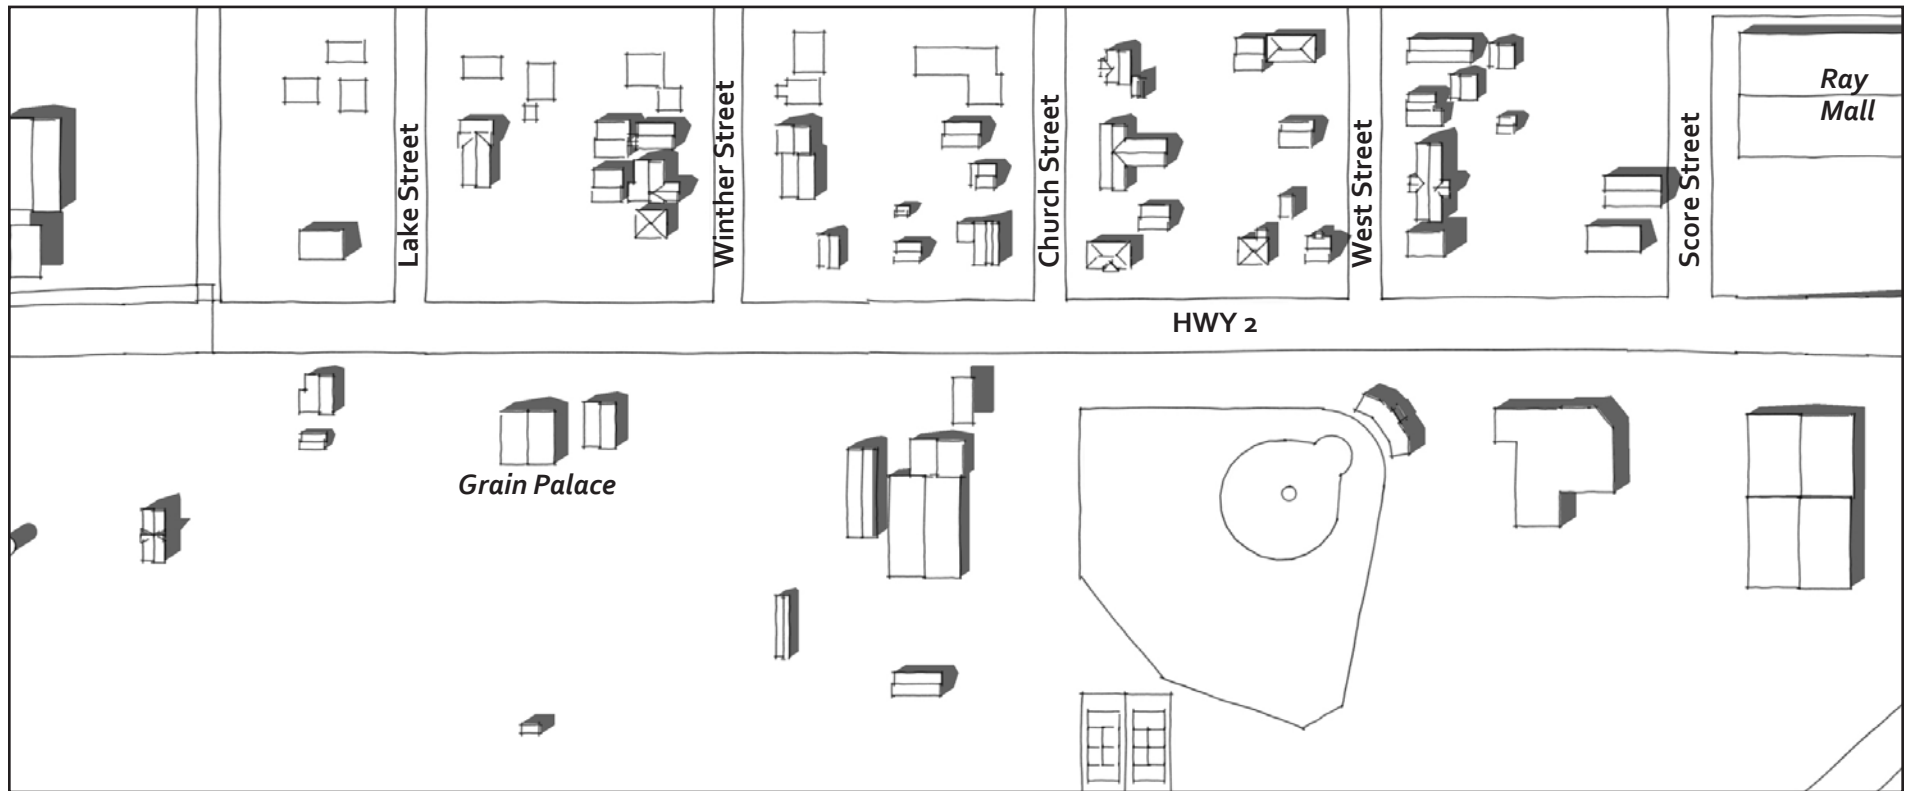 Ray
Mall
Lake Street
Winther Street
Church Street
West Street
Score Street
HWY 2
Grain Palace